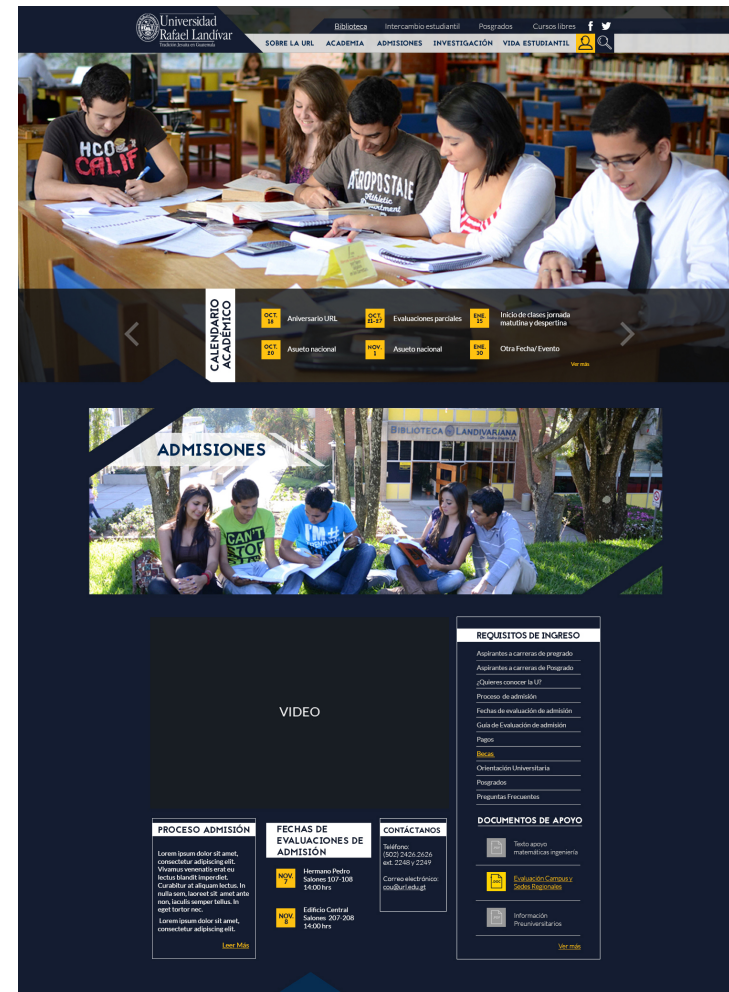 Universidad
Rafael Landívar
Tradición Jesuita en Guatemala
Biblioteca Intercambio estudiantil Posgrados Cursos libres
SOBRE LA URL ACADEMIA ADMISIONES INVESTIGACIÓN VIDA ESTUDIANTIL
HCO
CALIF
AEROPOSTALE
Athletic
Department
CALENDARIO
ACADÉMICO
OCT.
16
Aniversario URL
OCT.
21-27
Evaluaciones parciales
ENE.
15
Inicio de clases jornada
matutina y despertina
OCT.
20
Asueto nacional
NOV.
1
Asueto nacional
ENE.
30
Otra Fecha/ Evento
Ver más
ADMISIONES
BIBLIOTECA LANDIVARIANA
CAN'T
STOP
I'M #
VIDEO
PROCESO ADMISIÓN
Lorem ipsum dolor sit amet,
consectetur adipiscing elit.
Vivamus venenatis erat eu
lectus blandit imperdiet.
Curabitur at aliquam lectus. In
nulla sem, laoreet sit amet ante
non, iaculis semper tellus. In
eget tortor nec.
Lorem ipsum dolor sit amet,
consectetur adipiscing elit.
Leer Más
FECHAS DE
EVALUACIONES DE
ADMISIÓN
NOV.
7
Hermano Pedro
Salones 107-108
14:00 hrs
NOV.
8
Edificio Central
Salones 207-208
14:00 hrs
CONTÁCTANOS
Teléfono:
(502) 2426.2626
ext. 2248 y 2249
Correo electrónico:
cou@url.edu.gt
REQUISITOS DE INGRESO
Aspirantes a carreras de pregrado
Aspirantes a carreras de Posgrado
¿Quieres conocer la U?
Proceso de admisión
Fechas de evaluación de admisión
Guía de Evaluación de admisión
Pagos
Becas
Orientación Universitaria
Posgrados
Preguntas Frecuentes
DOCUMENTOS DE APOYO
Texto apoyo
matemáticas ingeniería
Evaluación Campus y
Sedes Regionales
Información
Preuniversitarios
Ver más